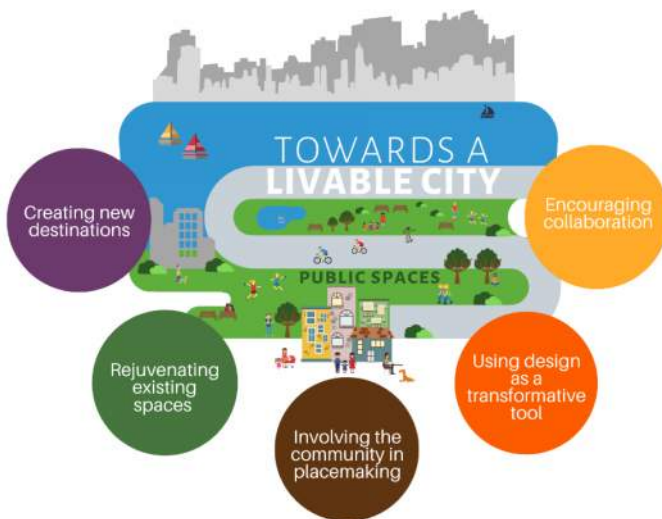 TOWARDS A
LIVABLE CITY
PUBLIC SPACES
Creating new
destinations
Rejuvenating
existing
spaces
Involving the
community in
placemaking
Using design
as a
transformative
tool
Encouraging
collaboration